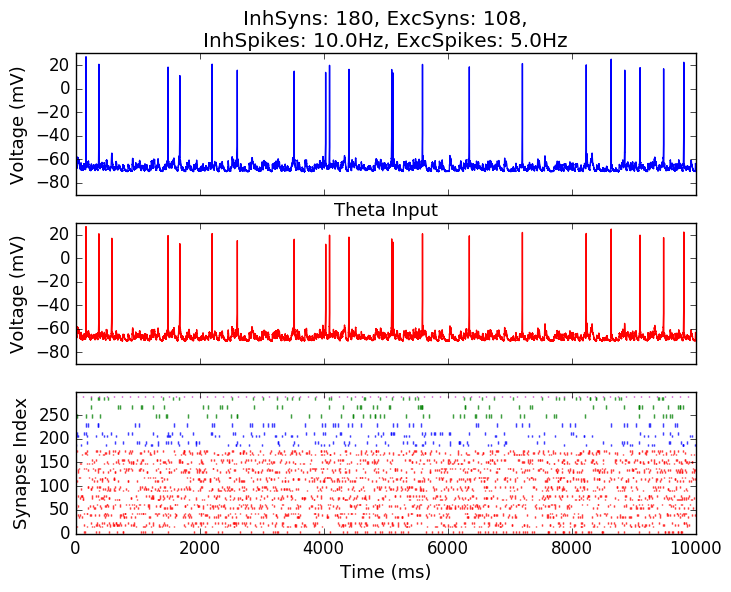 InhSyns: 180, ExcSyns: 108,
InhSpikes: 10.0Hz, ExcSpikes: 5.0Hz
Voltage (mV)
20
0
−20
−40
−60
−80
Theta Input
Voltage (mV)
20
0
−20
−40
−60
−80
Synapse Index
250
200
150
100
50
0
0 2000 4000 6000 8000 10000
Time (ms)